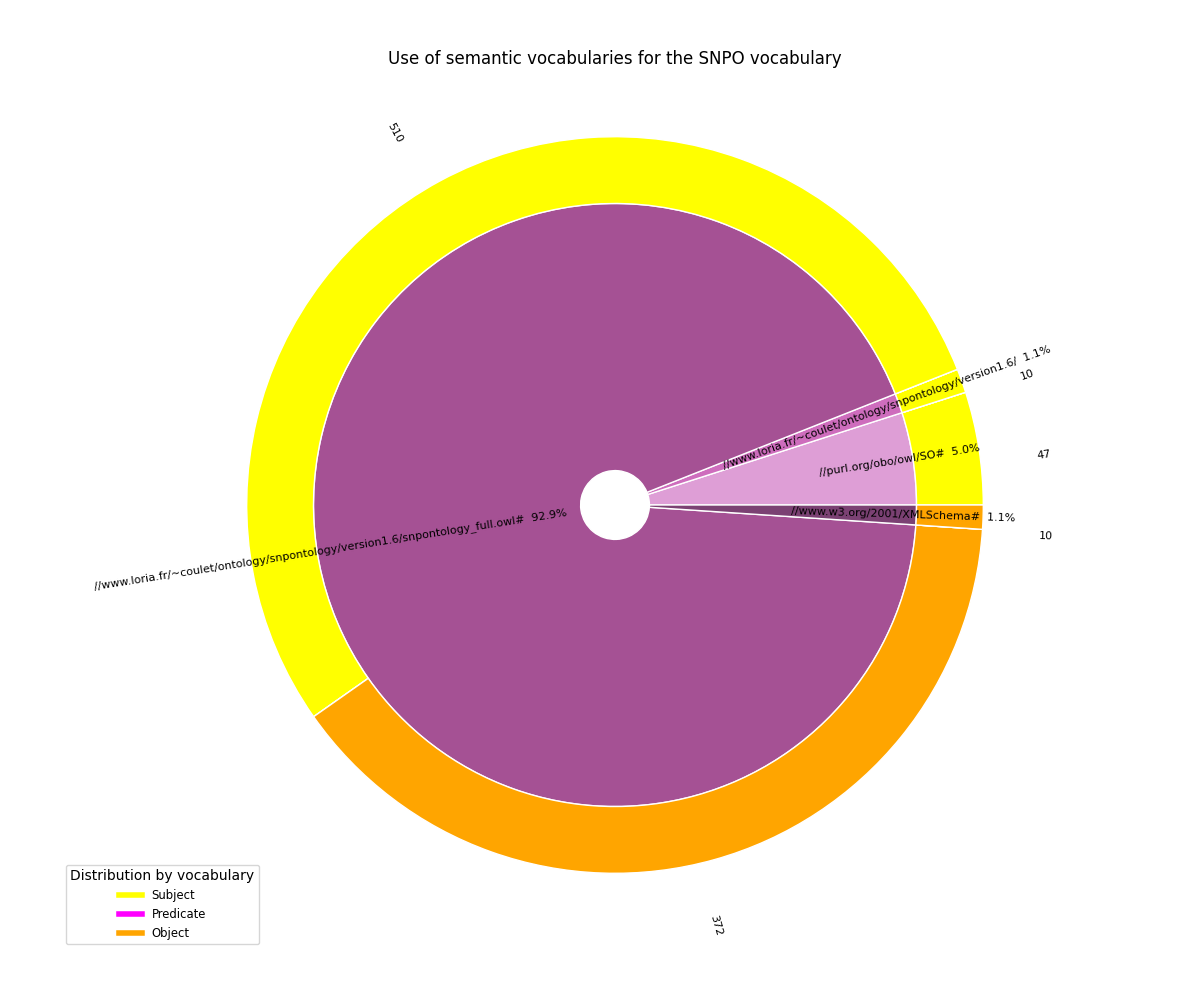 Use of semantic vocabularies for the SNPO vocabulary
510
//www.loria.fr/~coulet/ontology/snpontology/version1.6/ 1.1%
10
//purl.org/obo/owl/SO# 5.0%
47
//www.w3.org/2001/XMLSchema# 1.1%
10
//www.loria.fr/~coulet/ontology/snpontology/version1.6/snpontology_full.owl# 92.9%
372
Distribution by vocabulary
Subject
Predicate
Object